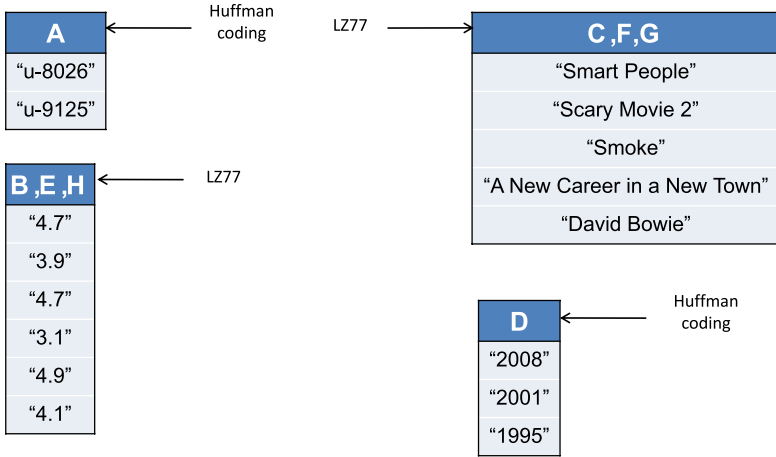 Huffman
coding
A
“u-8026”
“u-9125”
LZ77
C ,F,G
“Smart People”
“Scary Movie 2”
“Smoke”
“A New Career in a New Town”
“David Bowie”
B ,E ,H
LZ77
“4.7”
“3.9”
“4.7”
“3.1”
“4.9”
“4.1”
Huffman
coding
D
“2008”
“2001”
“1995”